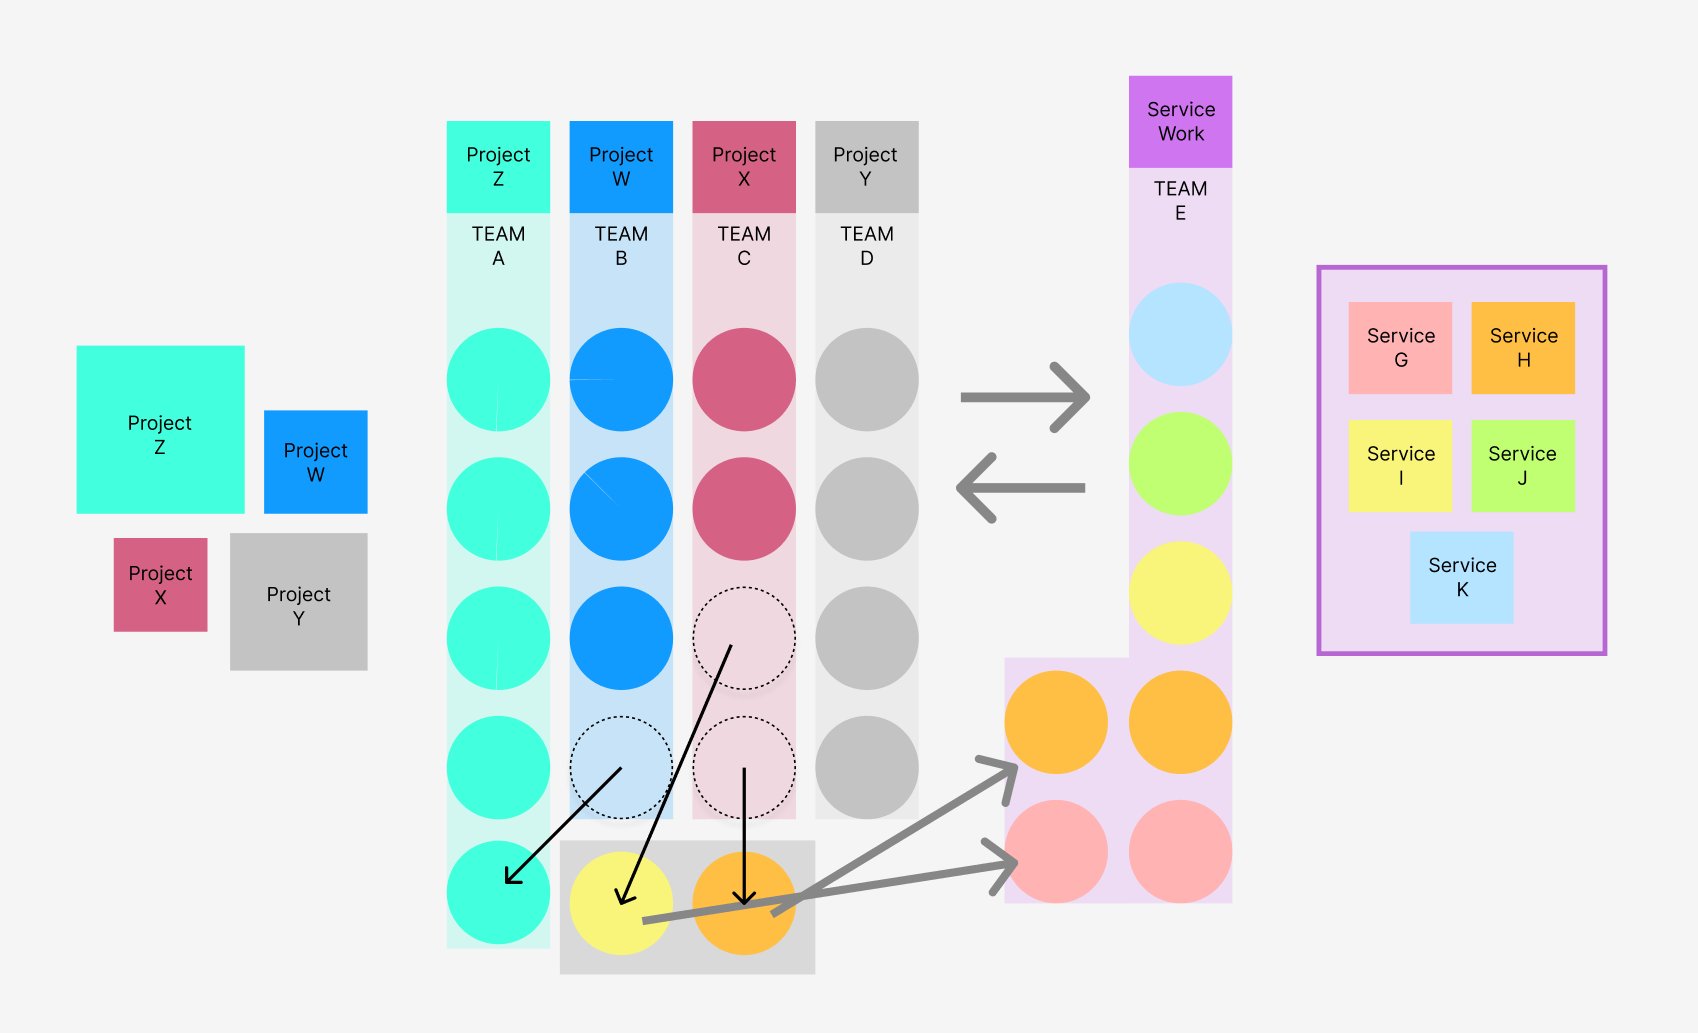 Project
Z
Project
W
Project
X
Project
Y
Project
Z
TEAM
A
Project
W
TEAM
B
Project
X
TEAM
C
Project
Y
TEAM
D
Service
Work
TEAM
E
Service
G
Service
H
Service
I
Service
J
Service
K